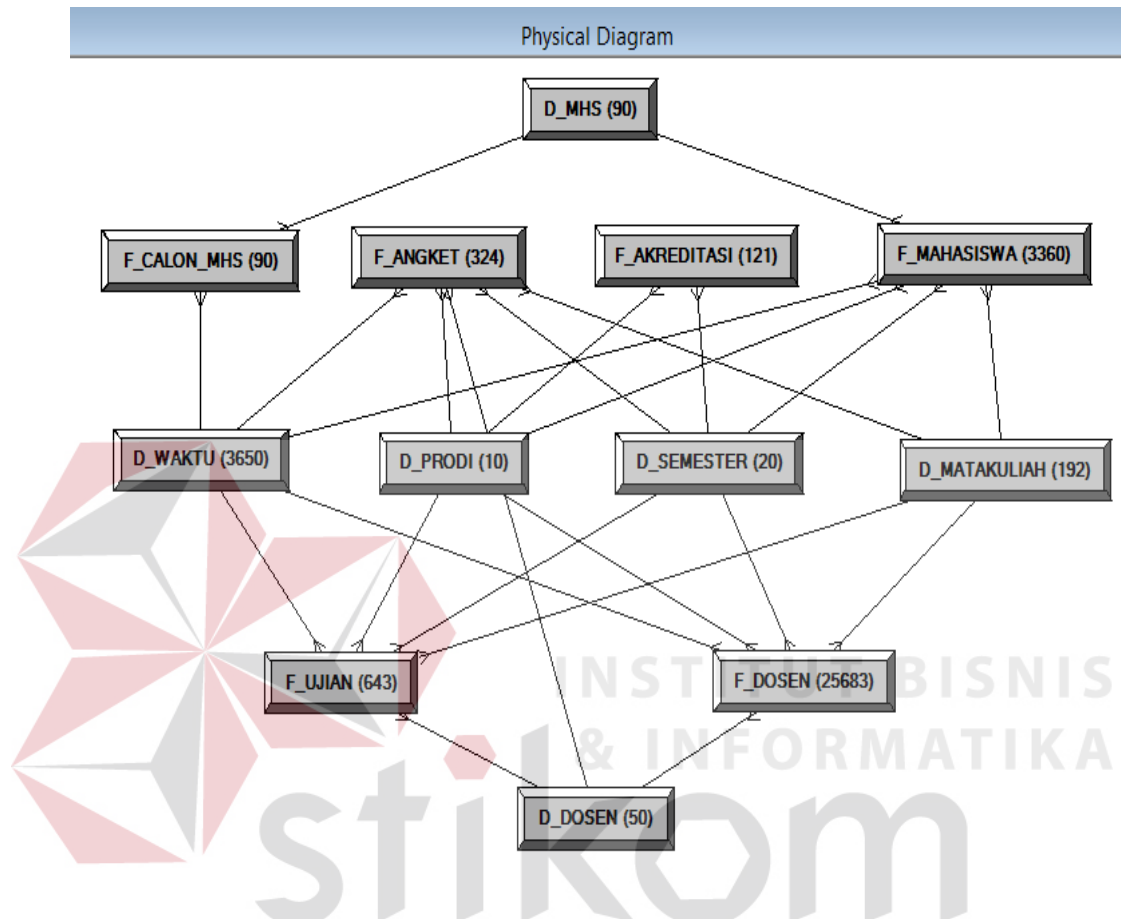 Physical Diagram
D_MHS (90)
F_CALON_MHS (90)
F_ANGKET (324)
F_AKREDITASI (121)
F_MAHASISWA (3360)
D_WAKTU (3650)
D_PRODI (10)
D_SEMESTER (20)
D_MATAKULIAH (192)
F_UJIAN (643)
F_DOSEN (25683)
INSTITUT BISNIS
& INFORMATIKA
D_DOSEN (50)
stikom